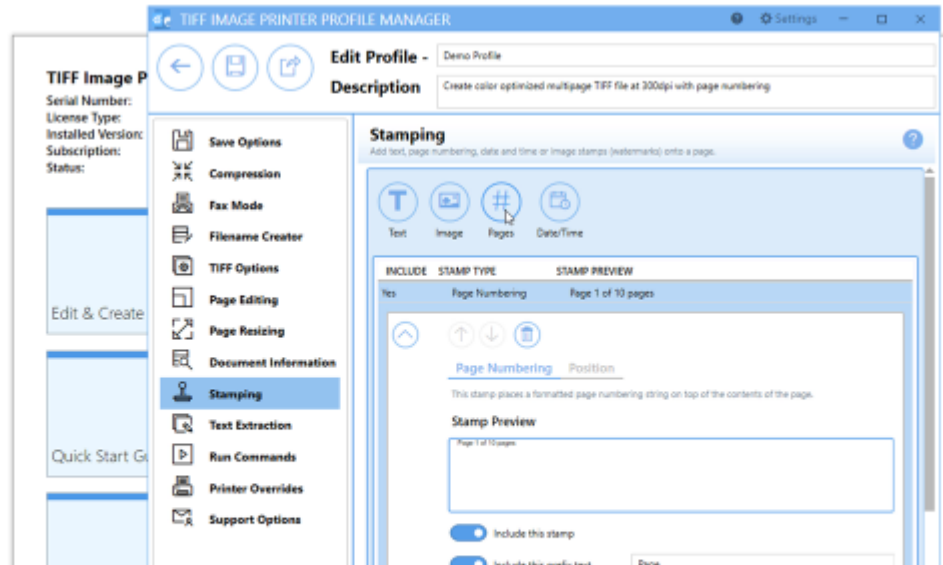 TIFF IMAGE PRINTER PROFILE MANAGER
Settings
TIFF Image P
Serial Number:
License Type:
Installed Version:
Subscription:
Status:
Edit & Create
Quick Start Gu
Edit Profile -
Demo Profile
Description
Create color optimized multipage TIFF file at 300dpi with page numbering
Save Options
Compression
Fax Mode
Filename Creator
TIFF Options
Page Editing
Page Resizing
Document Information
Stamping
Text Extraction
Run Commands
Printer Overrides
Support Options
Stamping
Add text, page numbering, date and time or image stamps (watermarks) onto a page.
Text
Image
Pages
Date/Time
INCLUDE STAMP TYPE STAMP PREVIEW
Yes Page Numbering Page 1 of 10 pages
Page Numbering Position
This stamp places a formatted page numbering string on top of the contents of the page.
Stamp Preview
Page 1 of 10 pages
Include this stamp
Include this prefix text
Page